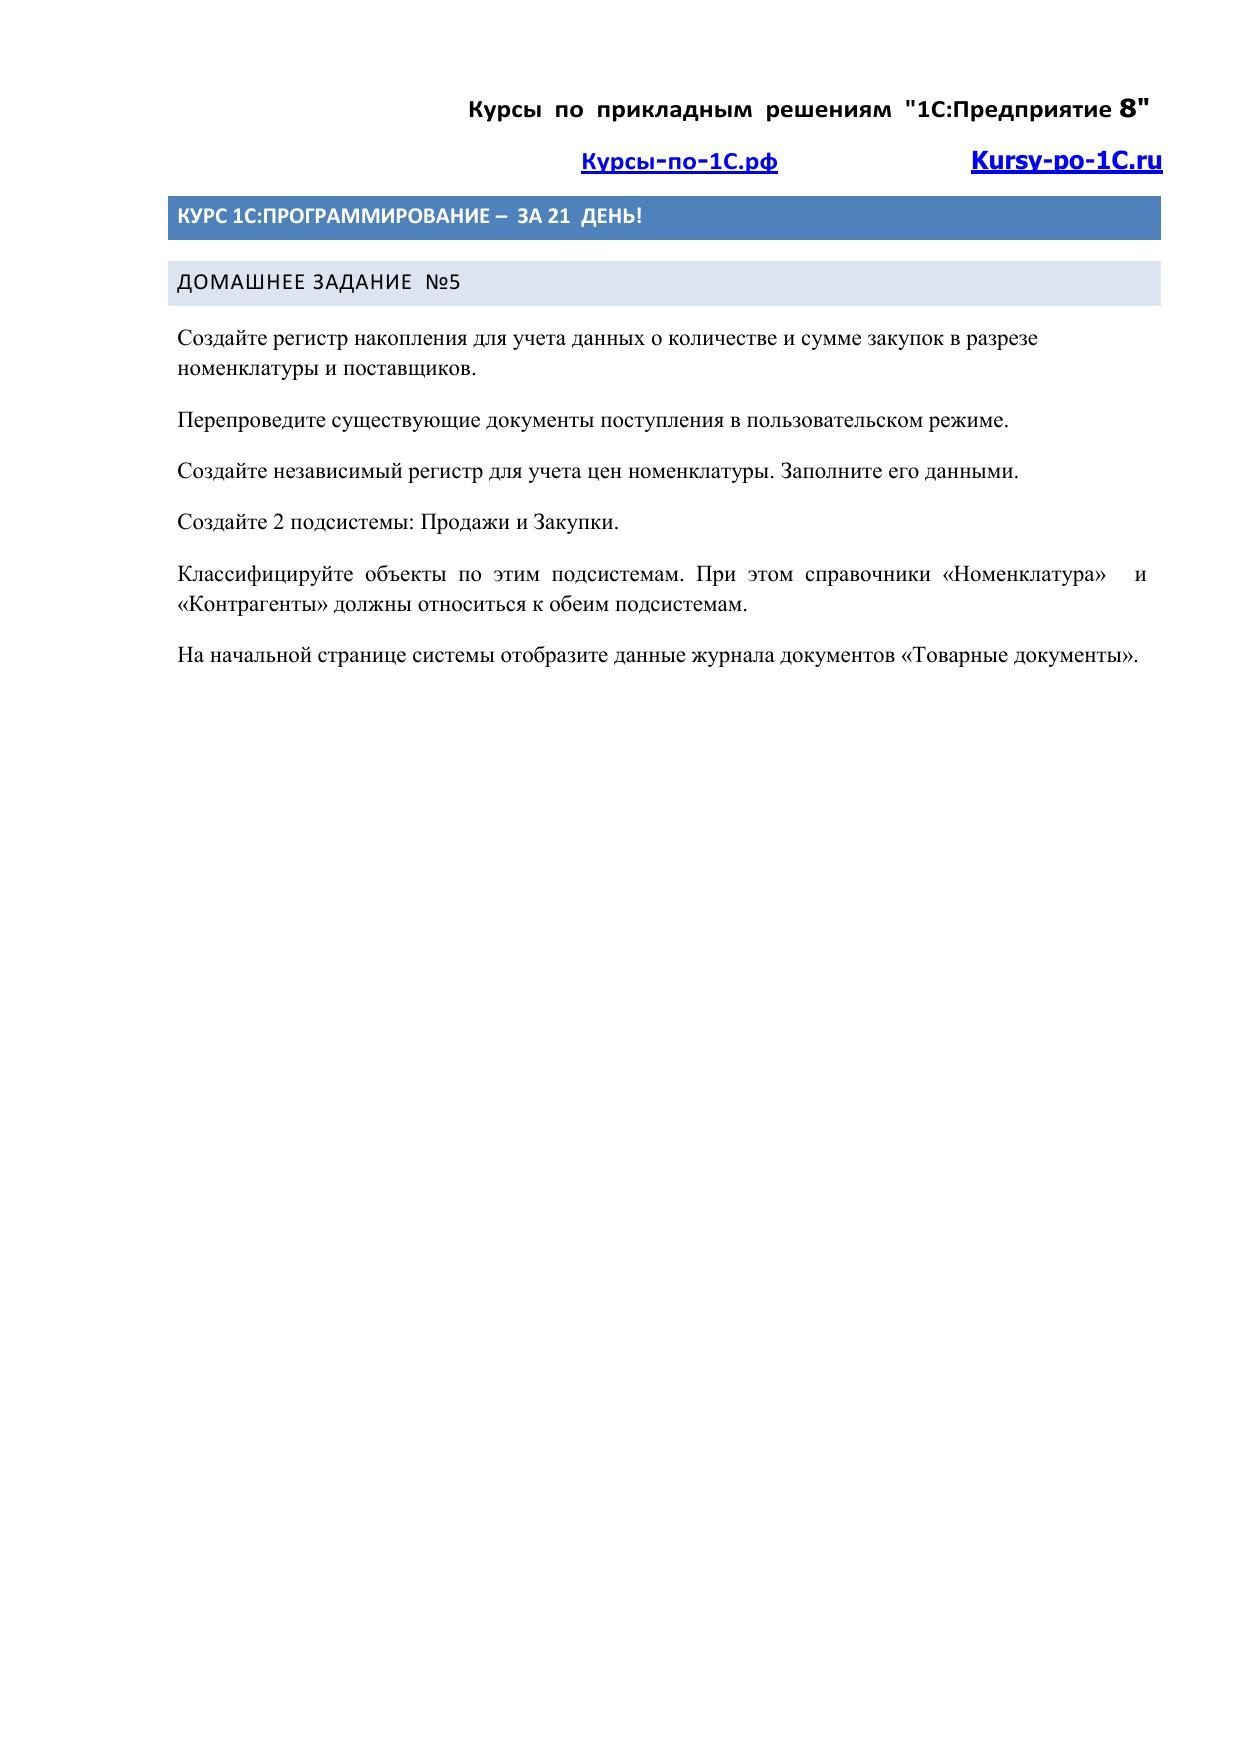 Курсы по прикладным решениям "1С:Предприятие 8"
Курсы-по-1С.рф Kursy-po-1C.ru
КУРС 1С:ПРОГРАММИРОВАНИЕ – ЗА 21 ДЕНЬ!
ДОМАШНЕЕ ЗАДАНИЕ №5
Создайте регистр накопления для учета данных о количестве и сумме закупок в разрезе
номенклатуры и поставщиков.
Перепроведите существующие документы поступления в пользовательском режиме.
Создайте независимый регистр для учета цен номенклатуры. Заполните его данными.
Создайте 2 подсистемы: Продажи и Закупки.
Классифицируйте объекты по этим подсистемам. При этом справочники «Номенклатура» и
«Контрагенты» должны относиться к обеим подсистемам.
На начальной странице системы отобразите данные журнала документов «Товарные документы».